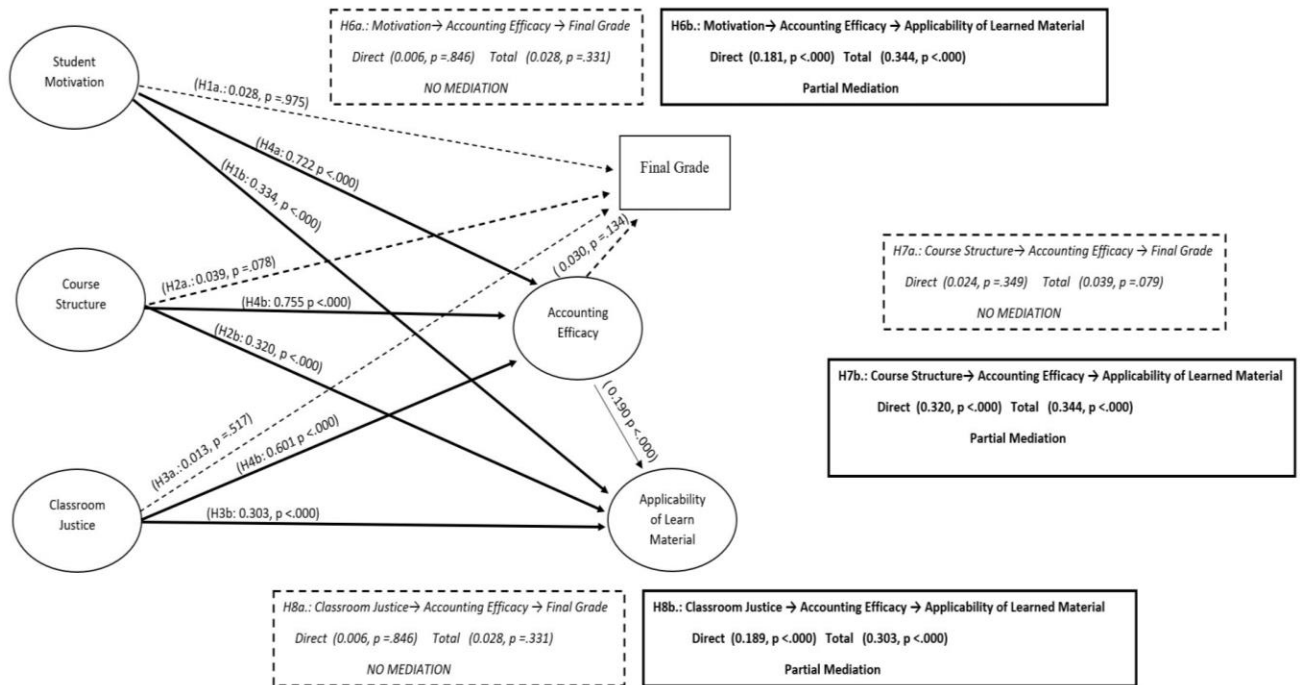 H6a.: Motivation→ Accounting Efficacy → Final Grade
Direct (0.006, p =.846) Total (0.028, p =.331)
NO MEDIATION
H6b.: Motivation→ Accounting Efficacy → Applicability of Learned Material
Direct (0.181, p <.000) Total (0.344, p <.000)
Partial Mediation
Student
Motivation
(H1a.: 0.028, p =.975)
(H4a: 0.722 p <.000)
(H1b: 0.334, p <.000)
Final Grade
Course
Structure
(H2a.: 0.039, p =.078)
(H4b: 0.755 p <.000)
(H2b: 0.320, p <.000)
( 0.030, p =.134)
Accounting
Efficacy
H7a.: Course Structure→ Accounting Efficacy → Final Grade
Direct (0.024, p =.349) Total (0.039, p =.079)
NO MEDIATION
H7b.: Course Structure→ Accounting Efficacy → Applicability of Learned Material
Direct (0.320, p <.000) Total (0.344, p <.000)
Partial Mediation
( 0.190 p <.000)
Classroom
Justice
(H3a.: 0.013, p =.517)
(H4b: 0.601 p <.000)
(H3b: 0.303, p <.000)
Applicability
of Learn
Material
H8a.: Classroom Justice→ Accounting Efficacy → Final Grade
Direct (0.006, p =.846) Total (0.028, p =.331)
NO MEDIATION
H8b.: Classroom Justice → Accounting Efficacy → Applicability of Learned Material
Direct (0.189, p <.000) Total (0.303, p <.000)
Partial Mediation